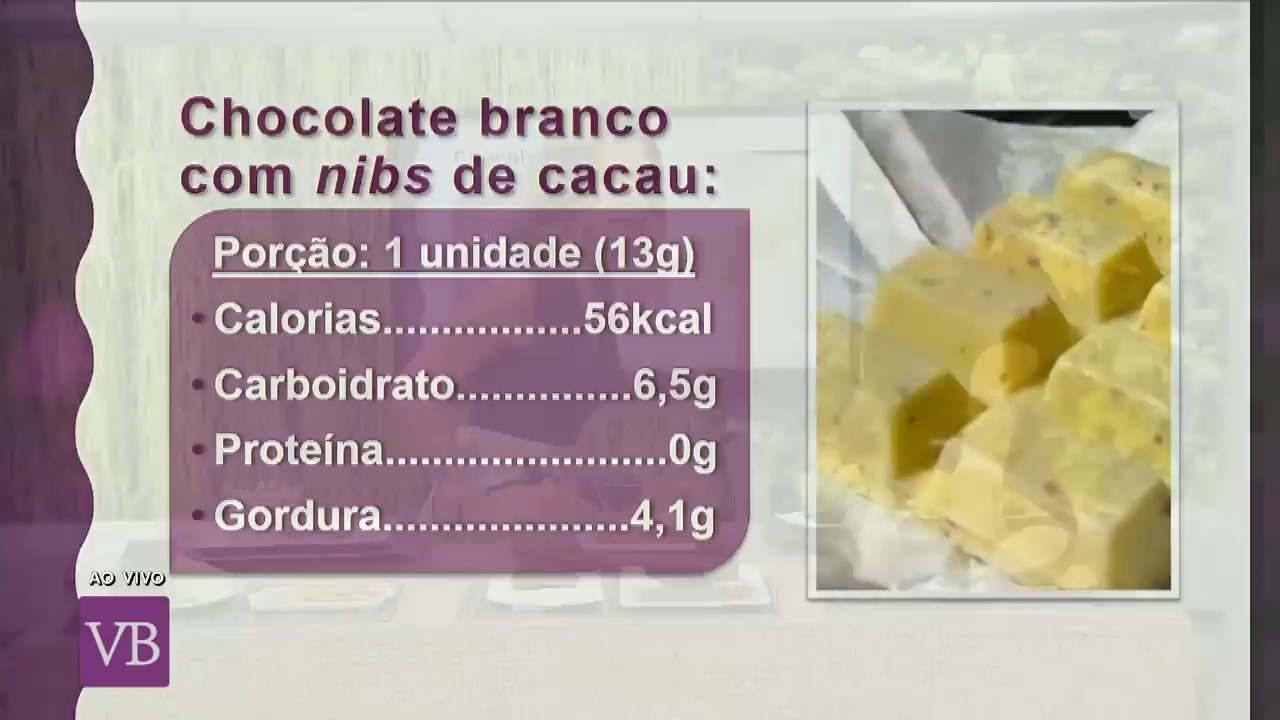 Chocolate branco
com nibs de cacau:
Porção: 1 unidade (13g)
• Calorias.................56kcal
• Carboidrato...............6,5g
• Proteína........................0g
• Gordura.....................4,1g
AO VIVO
VB